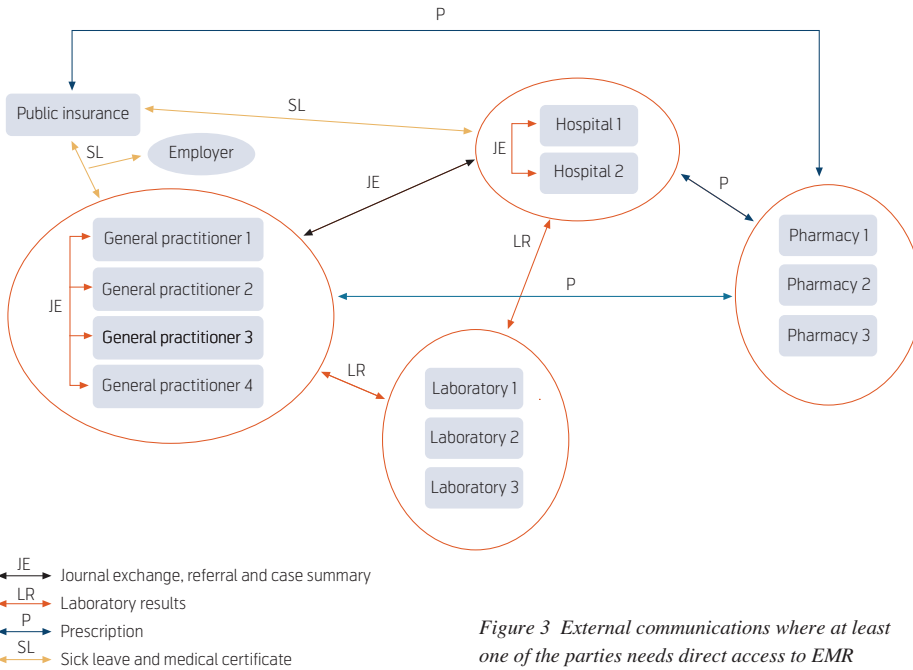 P
Public insurance
SL
SL
Employer
Hospital 1
JE
Hospital 2
JE
P
LR
General practitioner 1
General practitioner 2
JE
General practitioner 3
General practitioner 4
P
Pharmacy 1
Pharmacy 2
Pharmacy 3
LR
Laboratory 1
Laboratory 2
Laboratory 3
JE Journal exchange, referral and case summary
LR Laboratory results
P Prescription
SL Sick leave and medical certificate
Figure 3 External communications where at least
one of the parties needs direct access to EMR